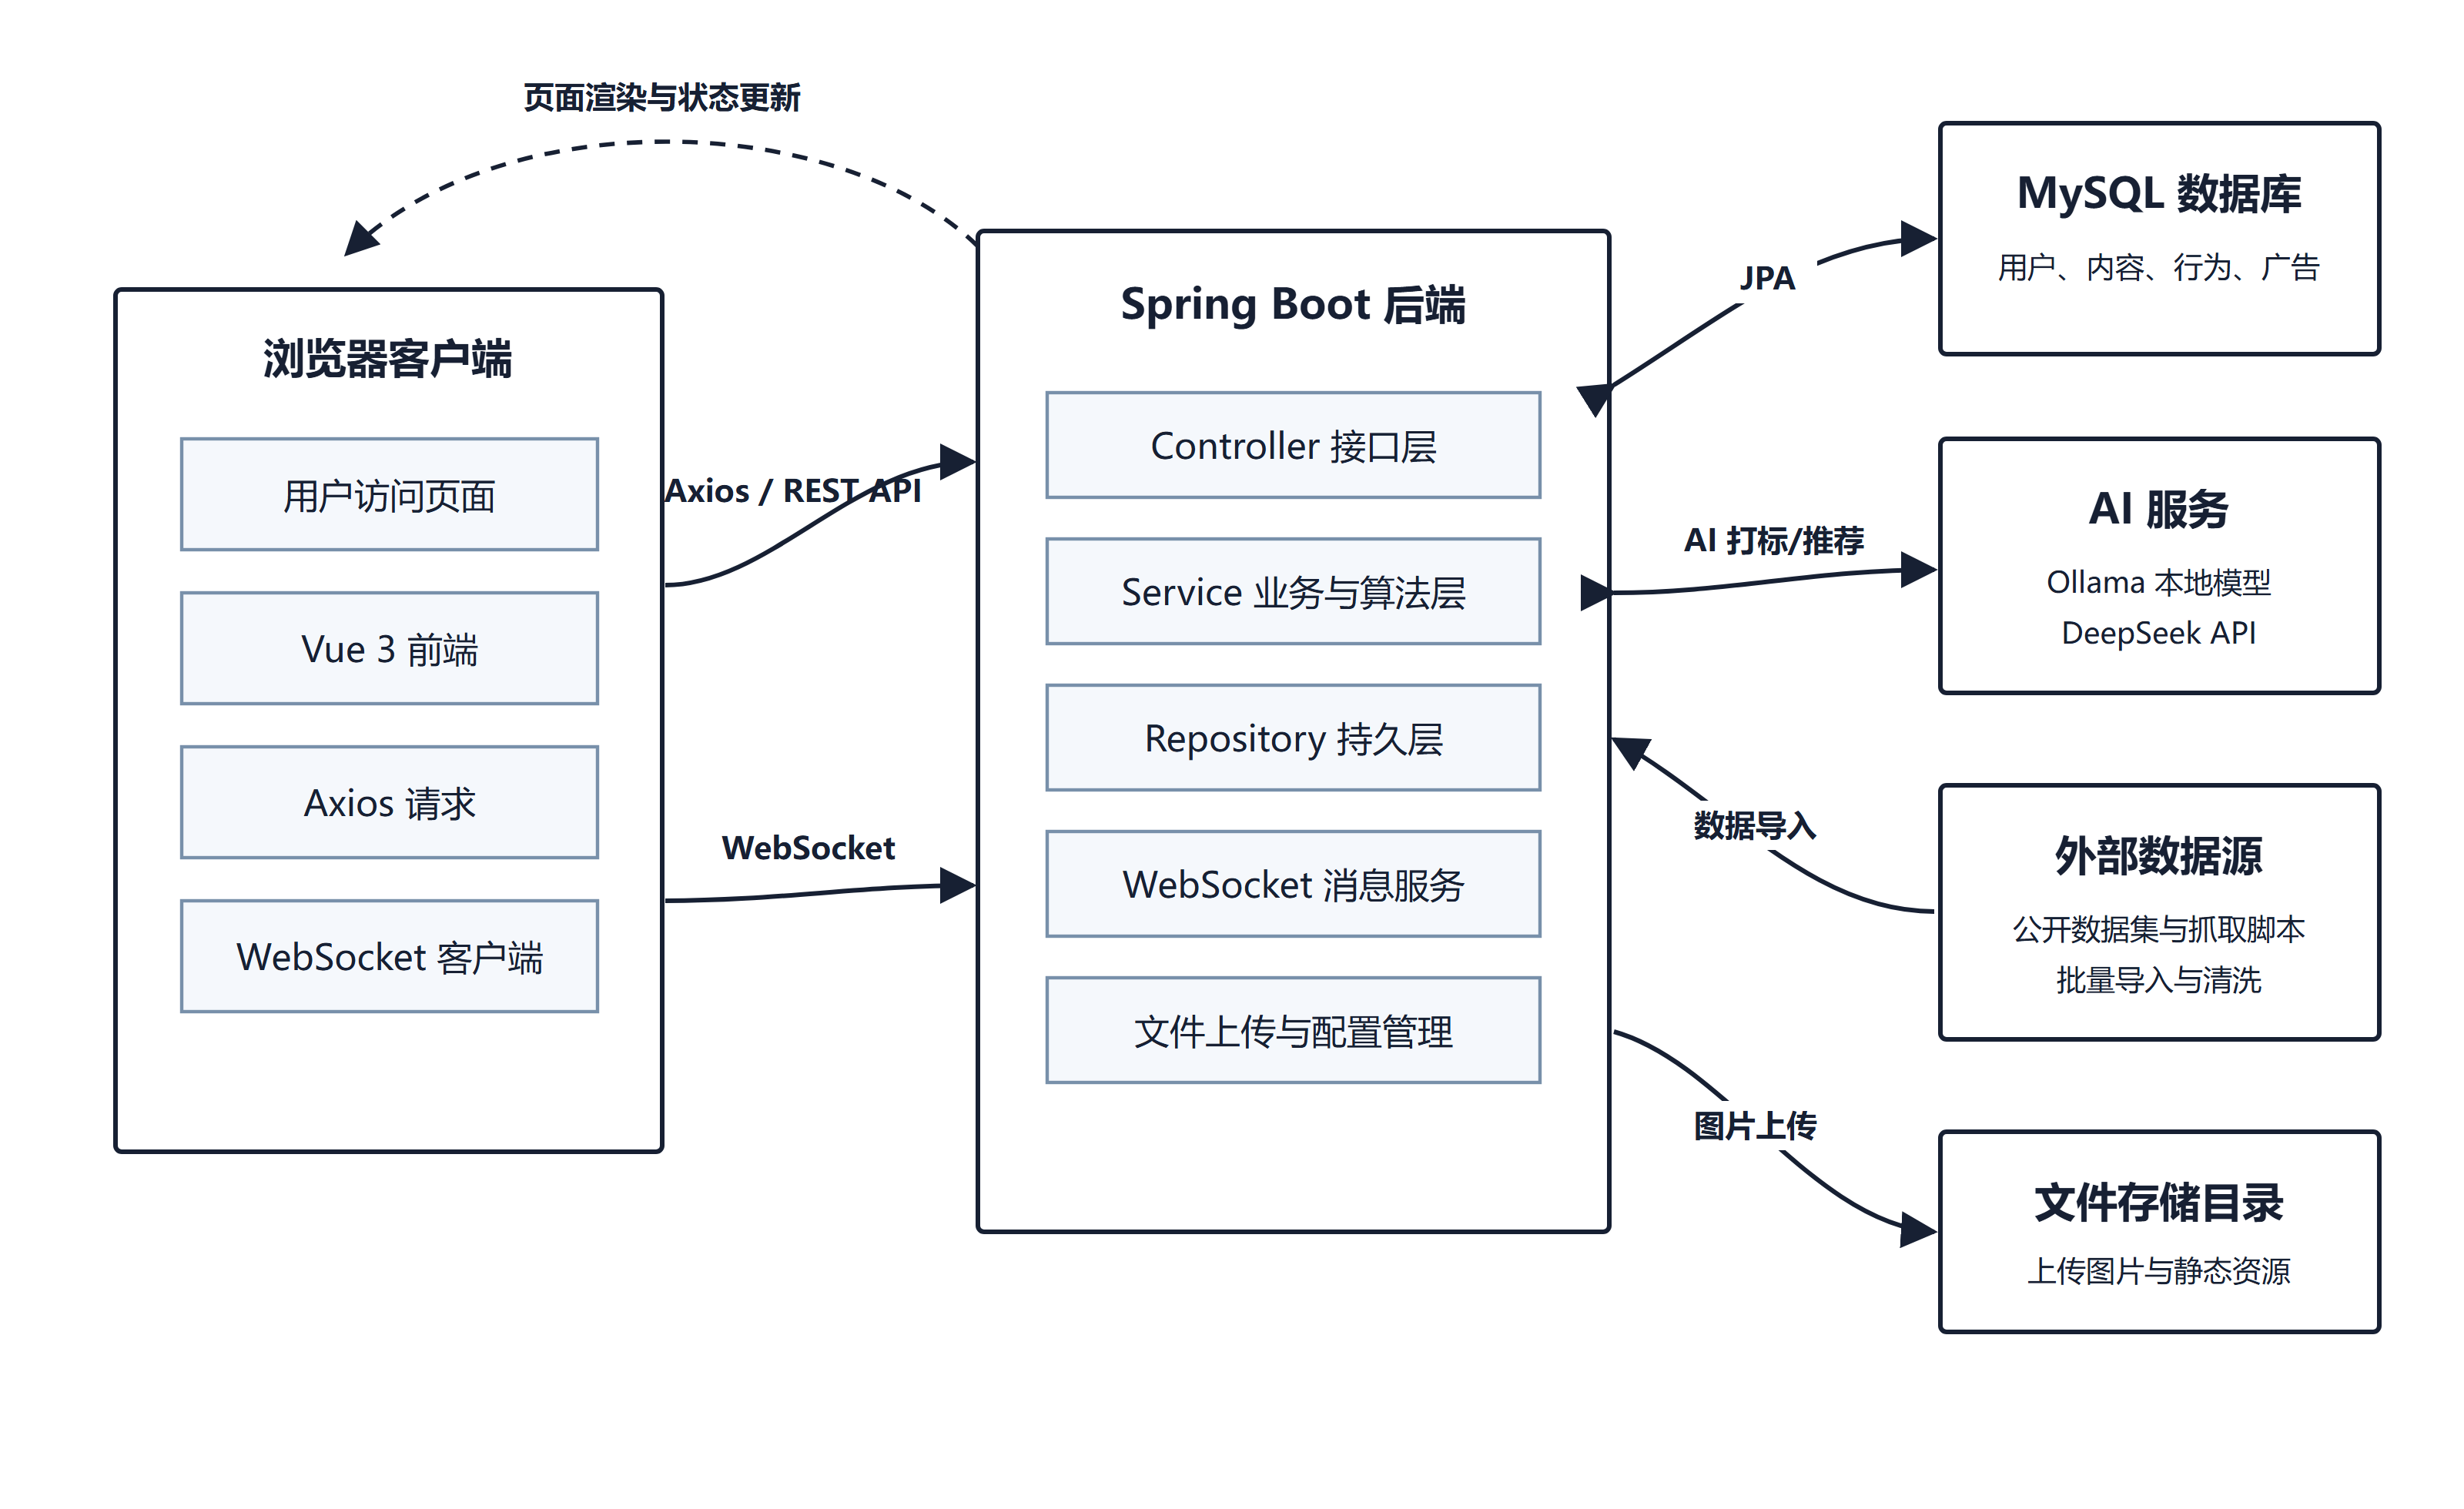 页面渲染与状态更新
浏览器客户端
用户访问页面
Vue 3 前端
Axios 请求
WebSocket 客户端
Axios / REST API
WebSocket
Spring Boot 后端
Controller 接口层
Service 业务与算法层
Repository 持久层
WebSocket 消息服务
文件上传与配置管理
JPA
AI 打标/推荐
数据导入
图片上传
MySQL 数据库
用户、内容、行为、广告
AI 服务
Ollama 本地模型
DeepSeek API
外部数据源
公开数据集与抓取脚本
批量导入与清洗
文件存储目录
上传图片与静态资源